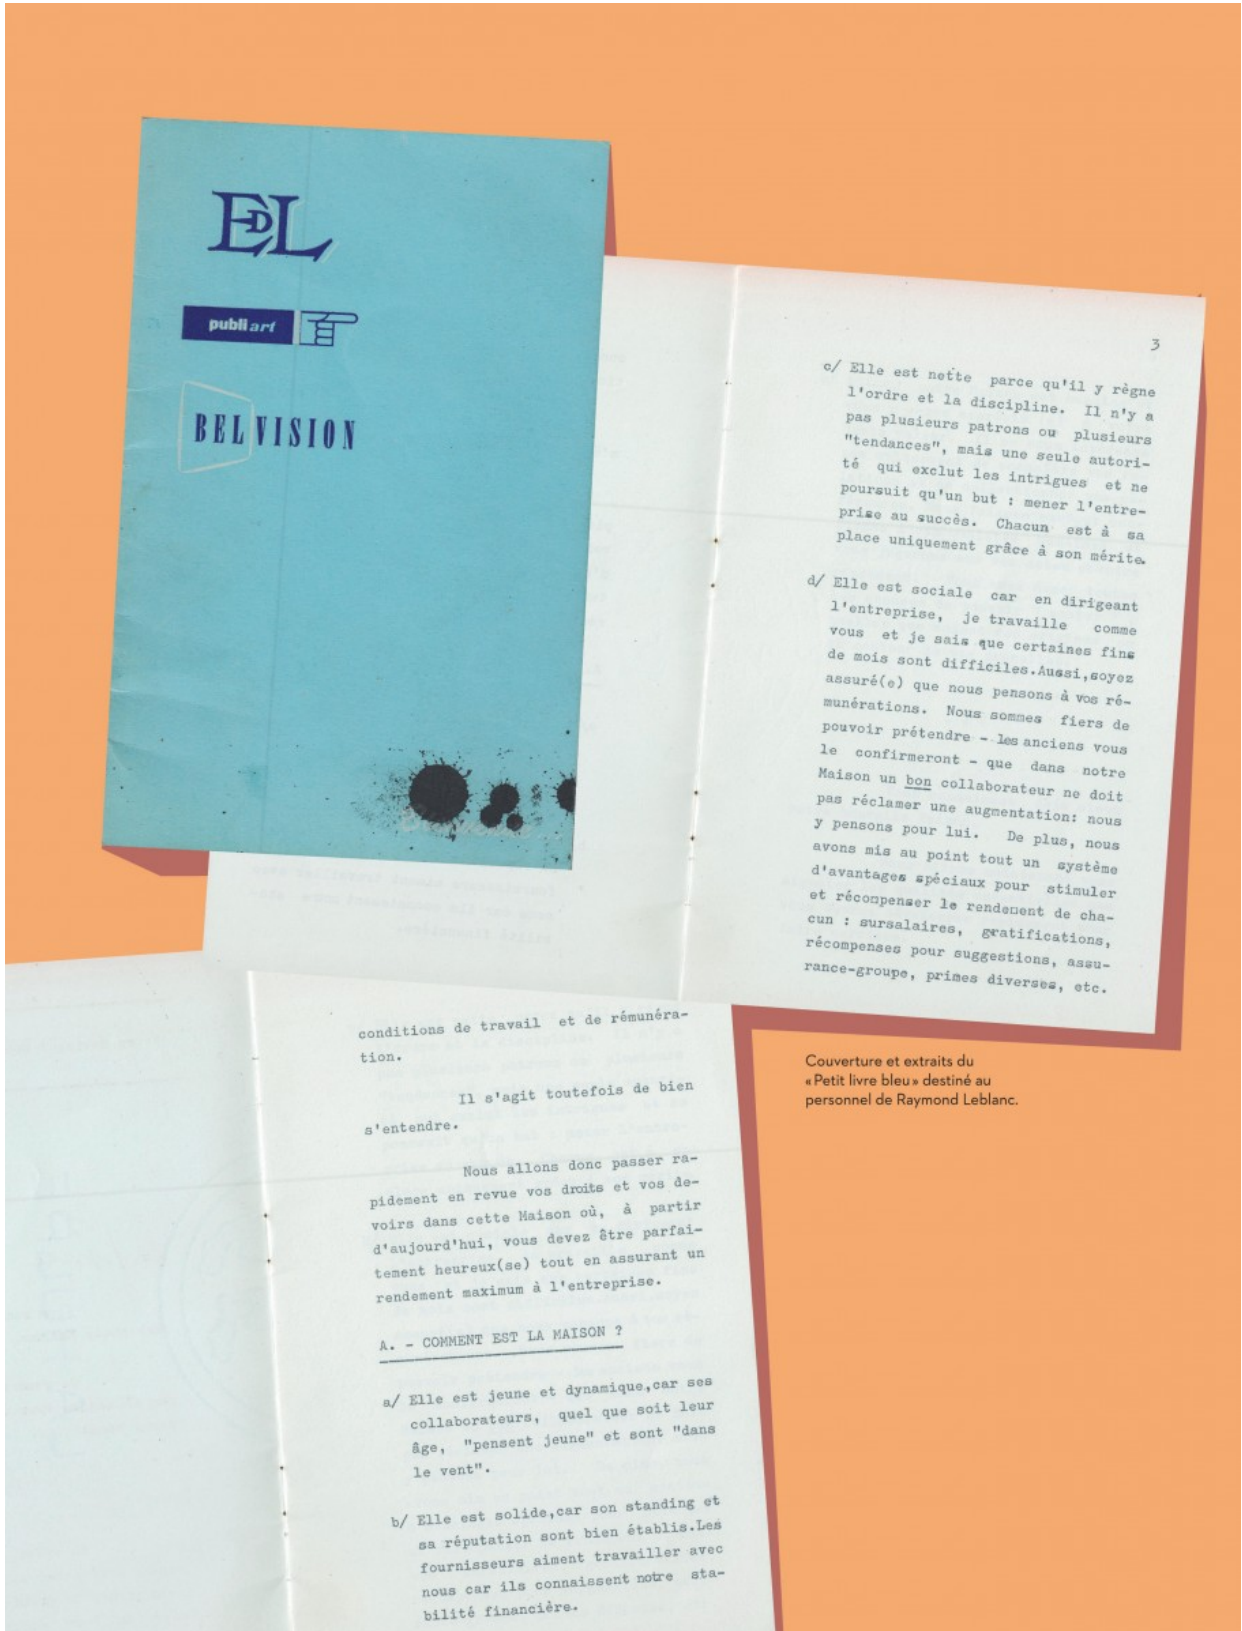 EDL
publiart
BELVISION
3
c/ Elle est nette parce qu'il y règne
l'ordre et la discipline. Il n'y a
pas plusieurs patrons ou plusieurs
"tendances", mais une seule autori-
té qui exclut les intrigues et ne
poursuit qu'un but : mener l'entre-
prise au succès. Chacun est à sa
place uniquement grâce à son mérite.
d/ Elle est sociale car en dirigeant
l'entreprise, je travaille comme
vous et je sais que certaines fins
de mois sont difficiles.Aussi,soyez
assuré(e) que nous pensons à vos ré-
munérations. Nous sommes fiers de
pouvoir prétendre - les anciens vous
le confirmeront - que dans notre
Maison un bon collaborateur ne doit
pas réclamer une augmentation: nous
y pensons pour lui. De plus, nous
avons mis au point tout un système
d'avantages spéciaux pour stimuler
et récompenser le rendement de cha-
cun : sursalaires, gratifications,
récompenses pour suggestions, assu-
rance-groupe, primes diverses, etc.
conditions de travail et de rémunéra-
tion.
Il s'agit toutefois de bien
s'entendre.
Nous allons donc passer ra-
pidement en revue vos droits et vos de-
voirs dans cette Maison où, à partir
d'aujourd'hui, vous devez être parfai-
tement heureux(se) tout en assurant un
rendement maximum à l'entreprise.
A. - COMMENT EST LA MAISON ?
a/ Elle est jeune et dynamique,car ses
collaborateurs, quel que soit leur
âge, "pensent jeune" et sont "dans
le vent".
b/ Elle est solide,car son standing et
sa réputation sont bien établis.Les
fournisseurs aiment travailler avec
nous car ils connaissent notre sta-
bilité financière.
Couverture et extraits du
« Petit livre bleu » destiné au
personnel de Raymond Leblanc.